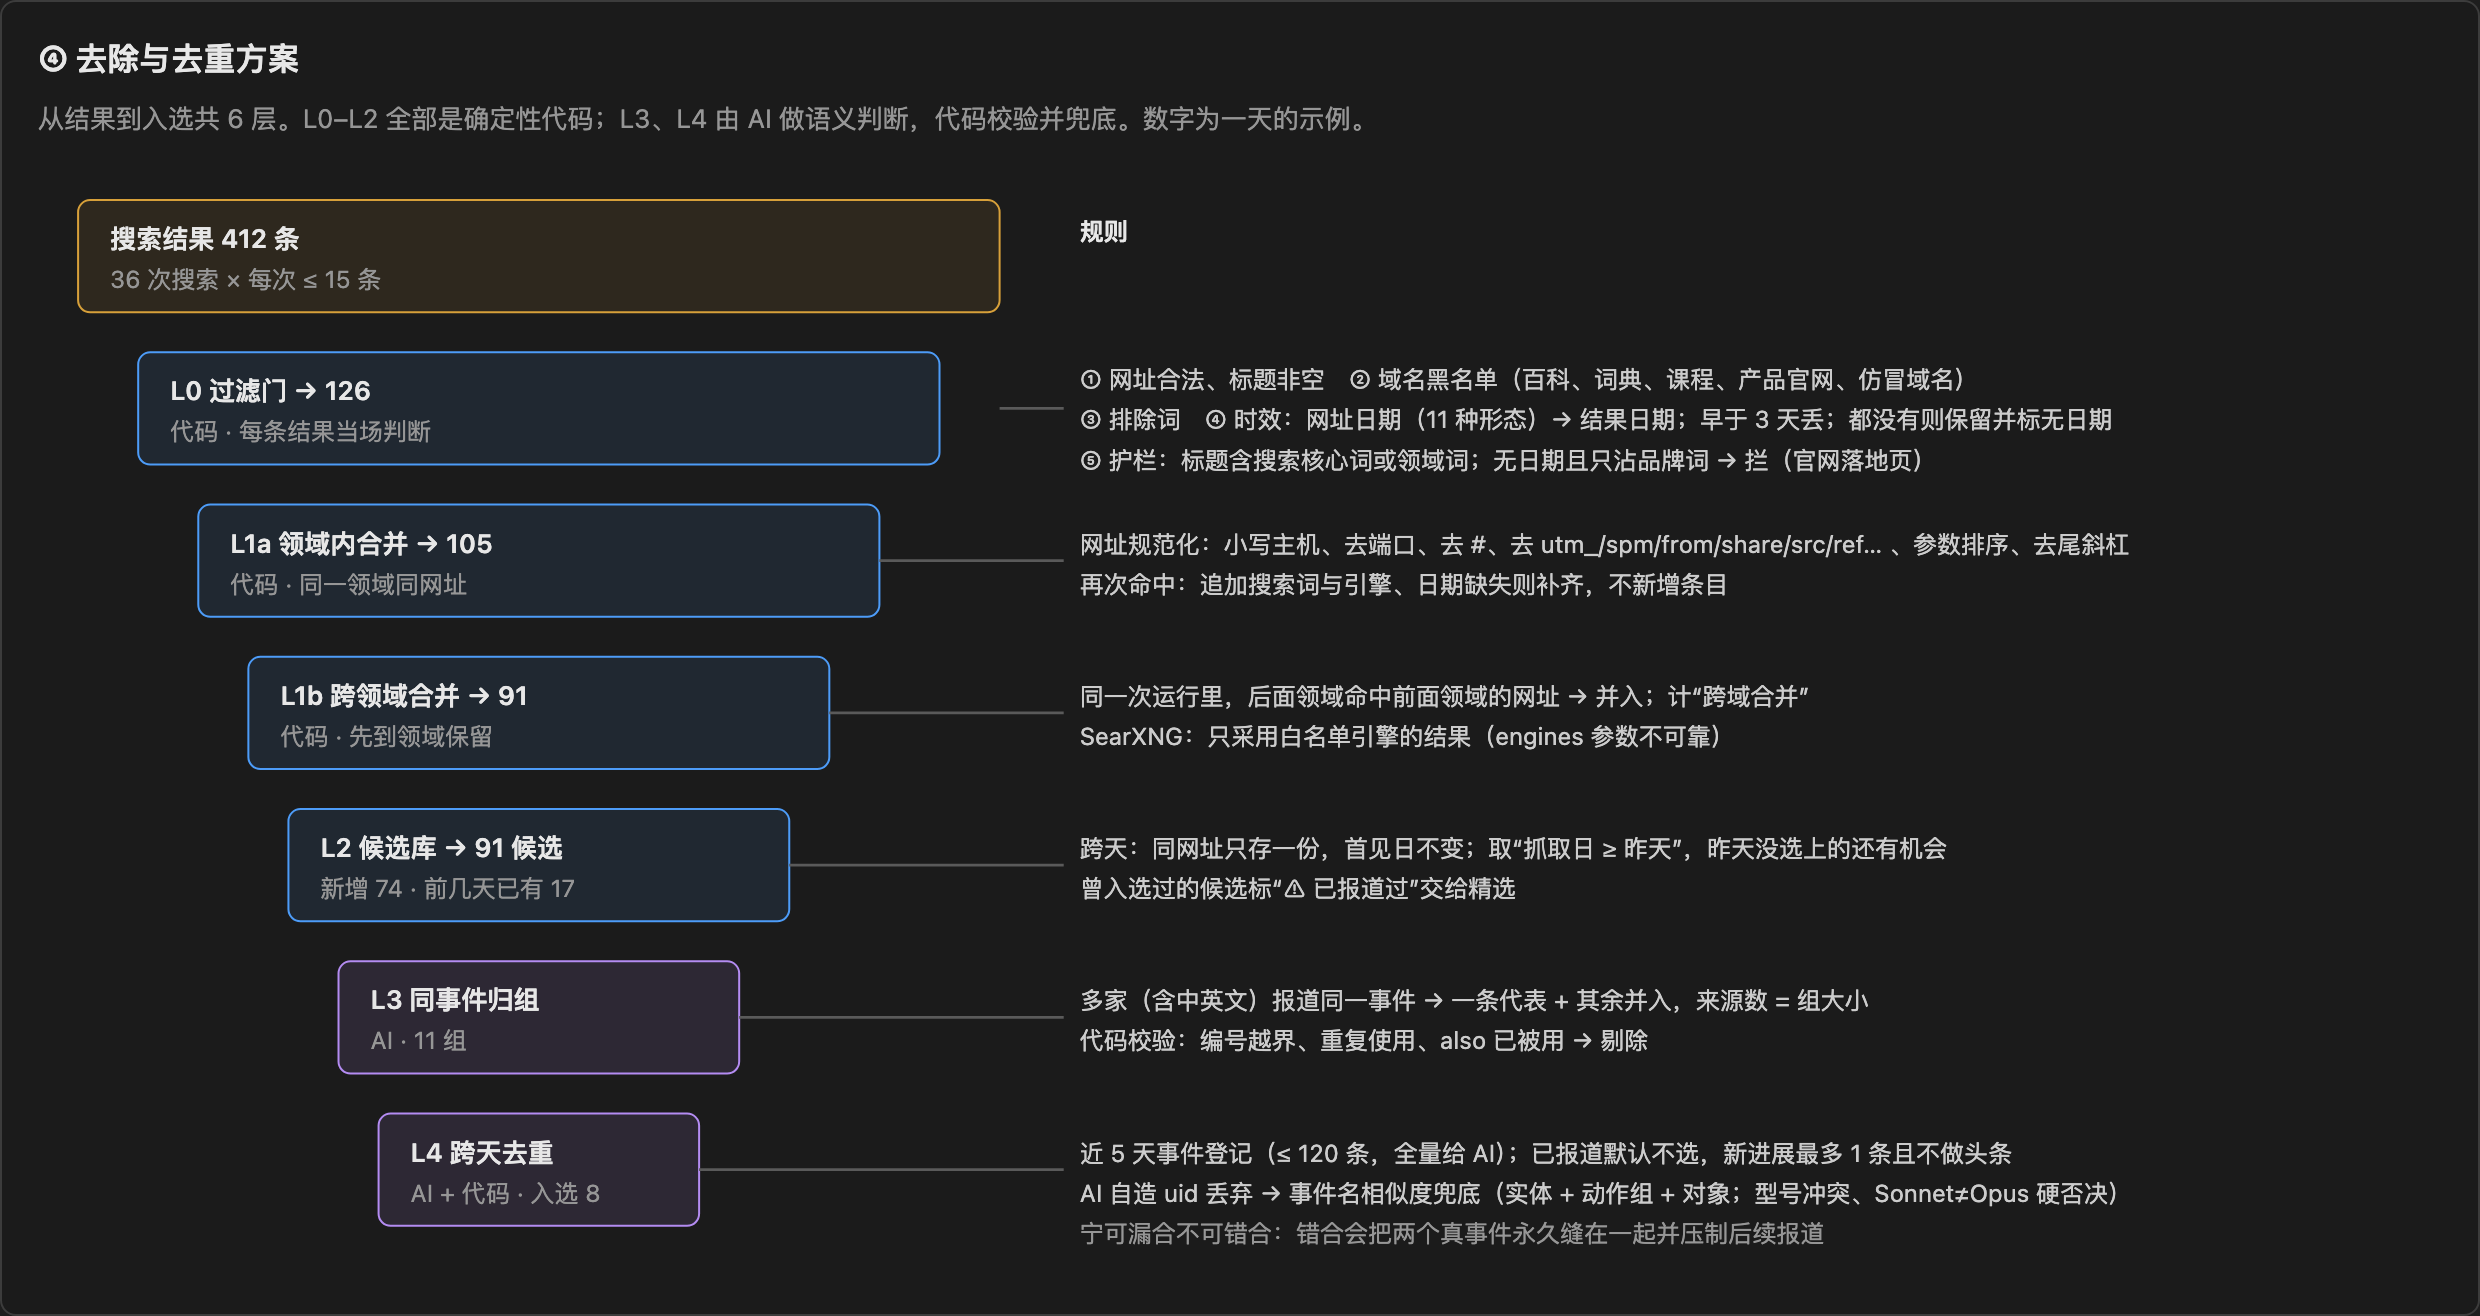 ④ 去除与去重方案
从结果到入选共 6 层。L0–L2 全部是确定性代码；L3、L4 由 AI 做语义判断，代码校验并兜底。数字为一天的示例。
搜索结果 412 条
36 次搜索 × 每次 ≤ 15 条
规则
L0 过滤门 → 126
代码 · 每条结果当场判断
① 网址合法、标题非空 ② 域名黑名单（百科、词典、课程、产品官网、仿冒域名）
③ 排除词 ④ 时效：网址日期（11 种形态）→ 结果日期；早于 3 天丢；都没有则保留并标无日期
⑤ 护栏：标题含搜索核心词或领域词；无日期且只沾品牌词 → 拦（官网落地页）
L1a 领域内合并 → 105
代码 · 同一领域同网址
网址规范化：小写主机、去端口、去 #、去 utm_/spm/from/share/src/ref… 、参数排序、去尾斜杠
再次命中：追加搜索词与引擎、日期缺失则补齐，不新增条目
L1b 跨领域合并 → 91
代码 · 先到领域保留
同一次运行里，后面领域命中前面领域的网址 → 并入；计“跨域合并”
SearXNG：只采用白名单引擎的结果（engines 参数不可靠）
L2 候选库 → 91 候选
新增 74 · 前几天已有 17
跨天：同网址只存一份，首见日不变；取“抓取日 ≥ 昨天”，昨天没选上的还有机会
曾入选过的候选标“⚠ 已报道过”交给精选
L3 同事件归组
AI · 11 组
多家（含中英文）报道同一事件 → 一条代表 + 其余并入，来源数 = 组大小
代码校验：编号越界、重复使用、also 已被用 → 剔除
L4 跨天去重
AI + 代码 · 入选 8
近 5 天事件登记（≤ 120 条，全量给 AI）；已报道默认不选，新进展最多 1 条且不做头条
AI 自造 uid 丢弃 → 事件名相似度兜底（实体 + 动作组 + 对象；型号冲突、Sonnet≠Opus 硬否决）
宁可漏合不可错合：错合会把两个真事件永久缝在一起并压制后续报道